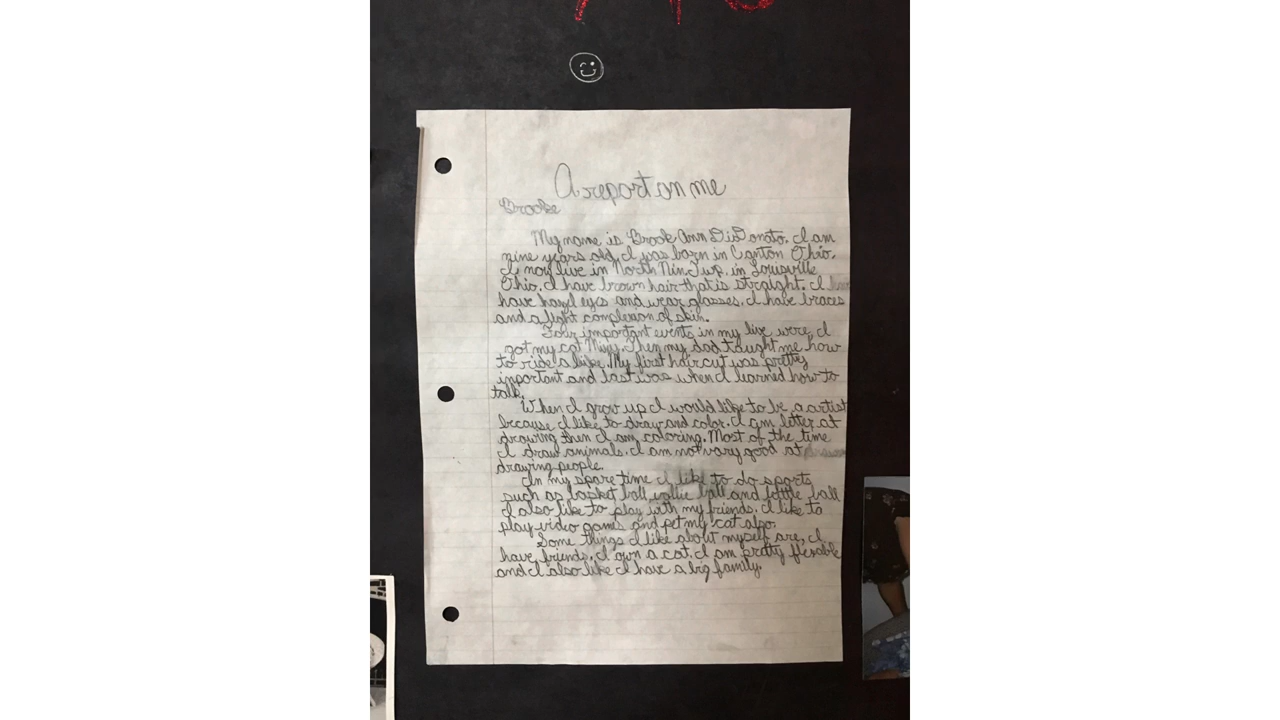 A report on me
Brooke
My name is Brook Ann DiDonato. I am
nine years old. I was born in Canton Ohio.
I now live in North Nim Twp. in Louisville
Ohio. I have brown hair that is straight. I
have hazel eyes and wear glasses. I have braces
and a light complexion of skin.
Four important events in my live were, I
got my cat Missy. Then my dad taught me how
to ride a bike. My first haircut was pretty
important and last was when I learned how to
talk.
When I grow up I would like to be a artist
because I like to draw and color. I am better at
drawing then I am coloring. Most of the time
I draw animals. I am not vary good at
drawing people.
In my spare time I like to do sports
such as basket ball, vollie ball and kttle ball
I also like to play with my friends. I like to
play video games and pet my cat also.
Some things I like about myself are, I
have friends. I own a cat. I am pretty flexable
and I also like I have a big family.